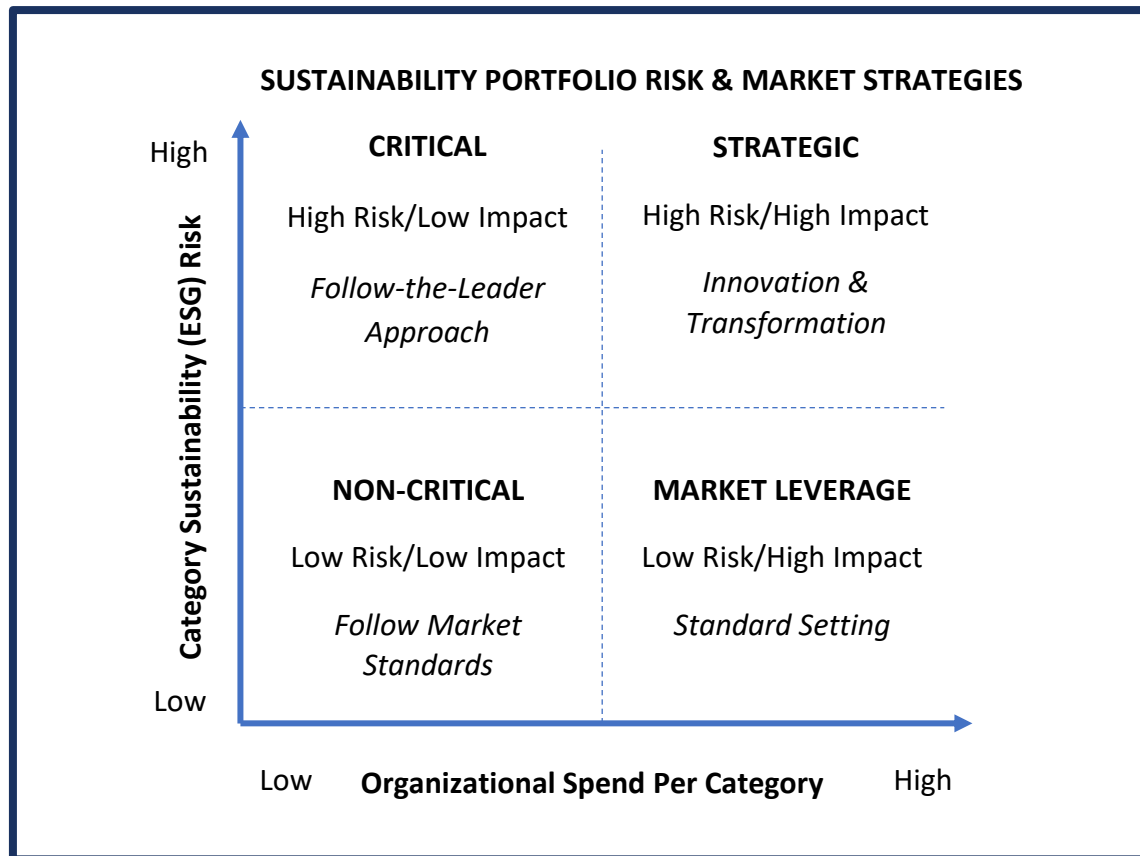 SUSTAINABILITY PORTFOLIO RISK & MARKET STRATEGIES
High
Category Sustainability (ESG) Risk
Low
CRITICAL
High Risk/Low Impact
Follow-the-Leader
Approach
STRATEGIC
High Risk/High Impact
Innovation &
Transformation
NON-CRITICAL
Low Risk/Low Impact
Follow Market
Standards
MARKET LEVERAGE
Low Risk/High Impact
Standard Setting
Low
Organizational Spend Per Category
High